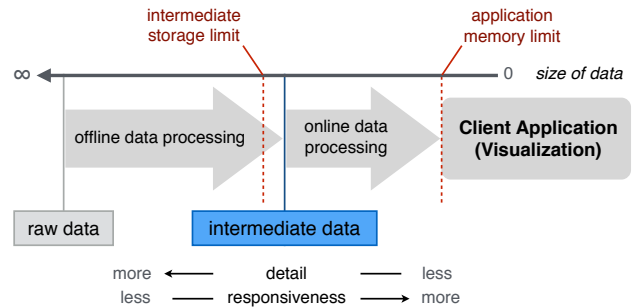 intermediate
storage limit
application
memory limit
∞
0
size of data
offline data processing
online data
processing
Client Application
(Visualization)
raw data
intermediate data
more detail less
less responsiveness more